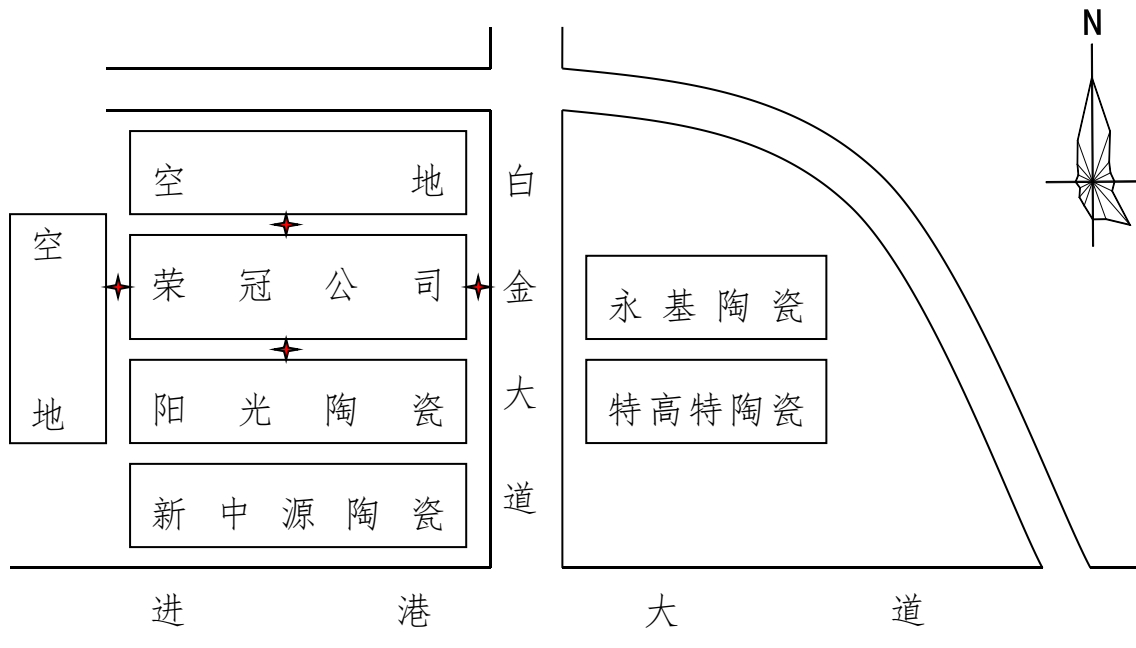 N
空地
白金大道
空地
荣冠公司
永基陶瓷
阳光陶瓷
特高特陶瓷
新中源陶瓷
进港大道